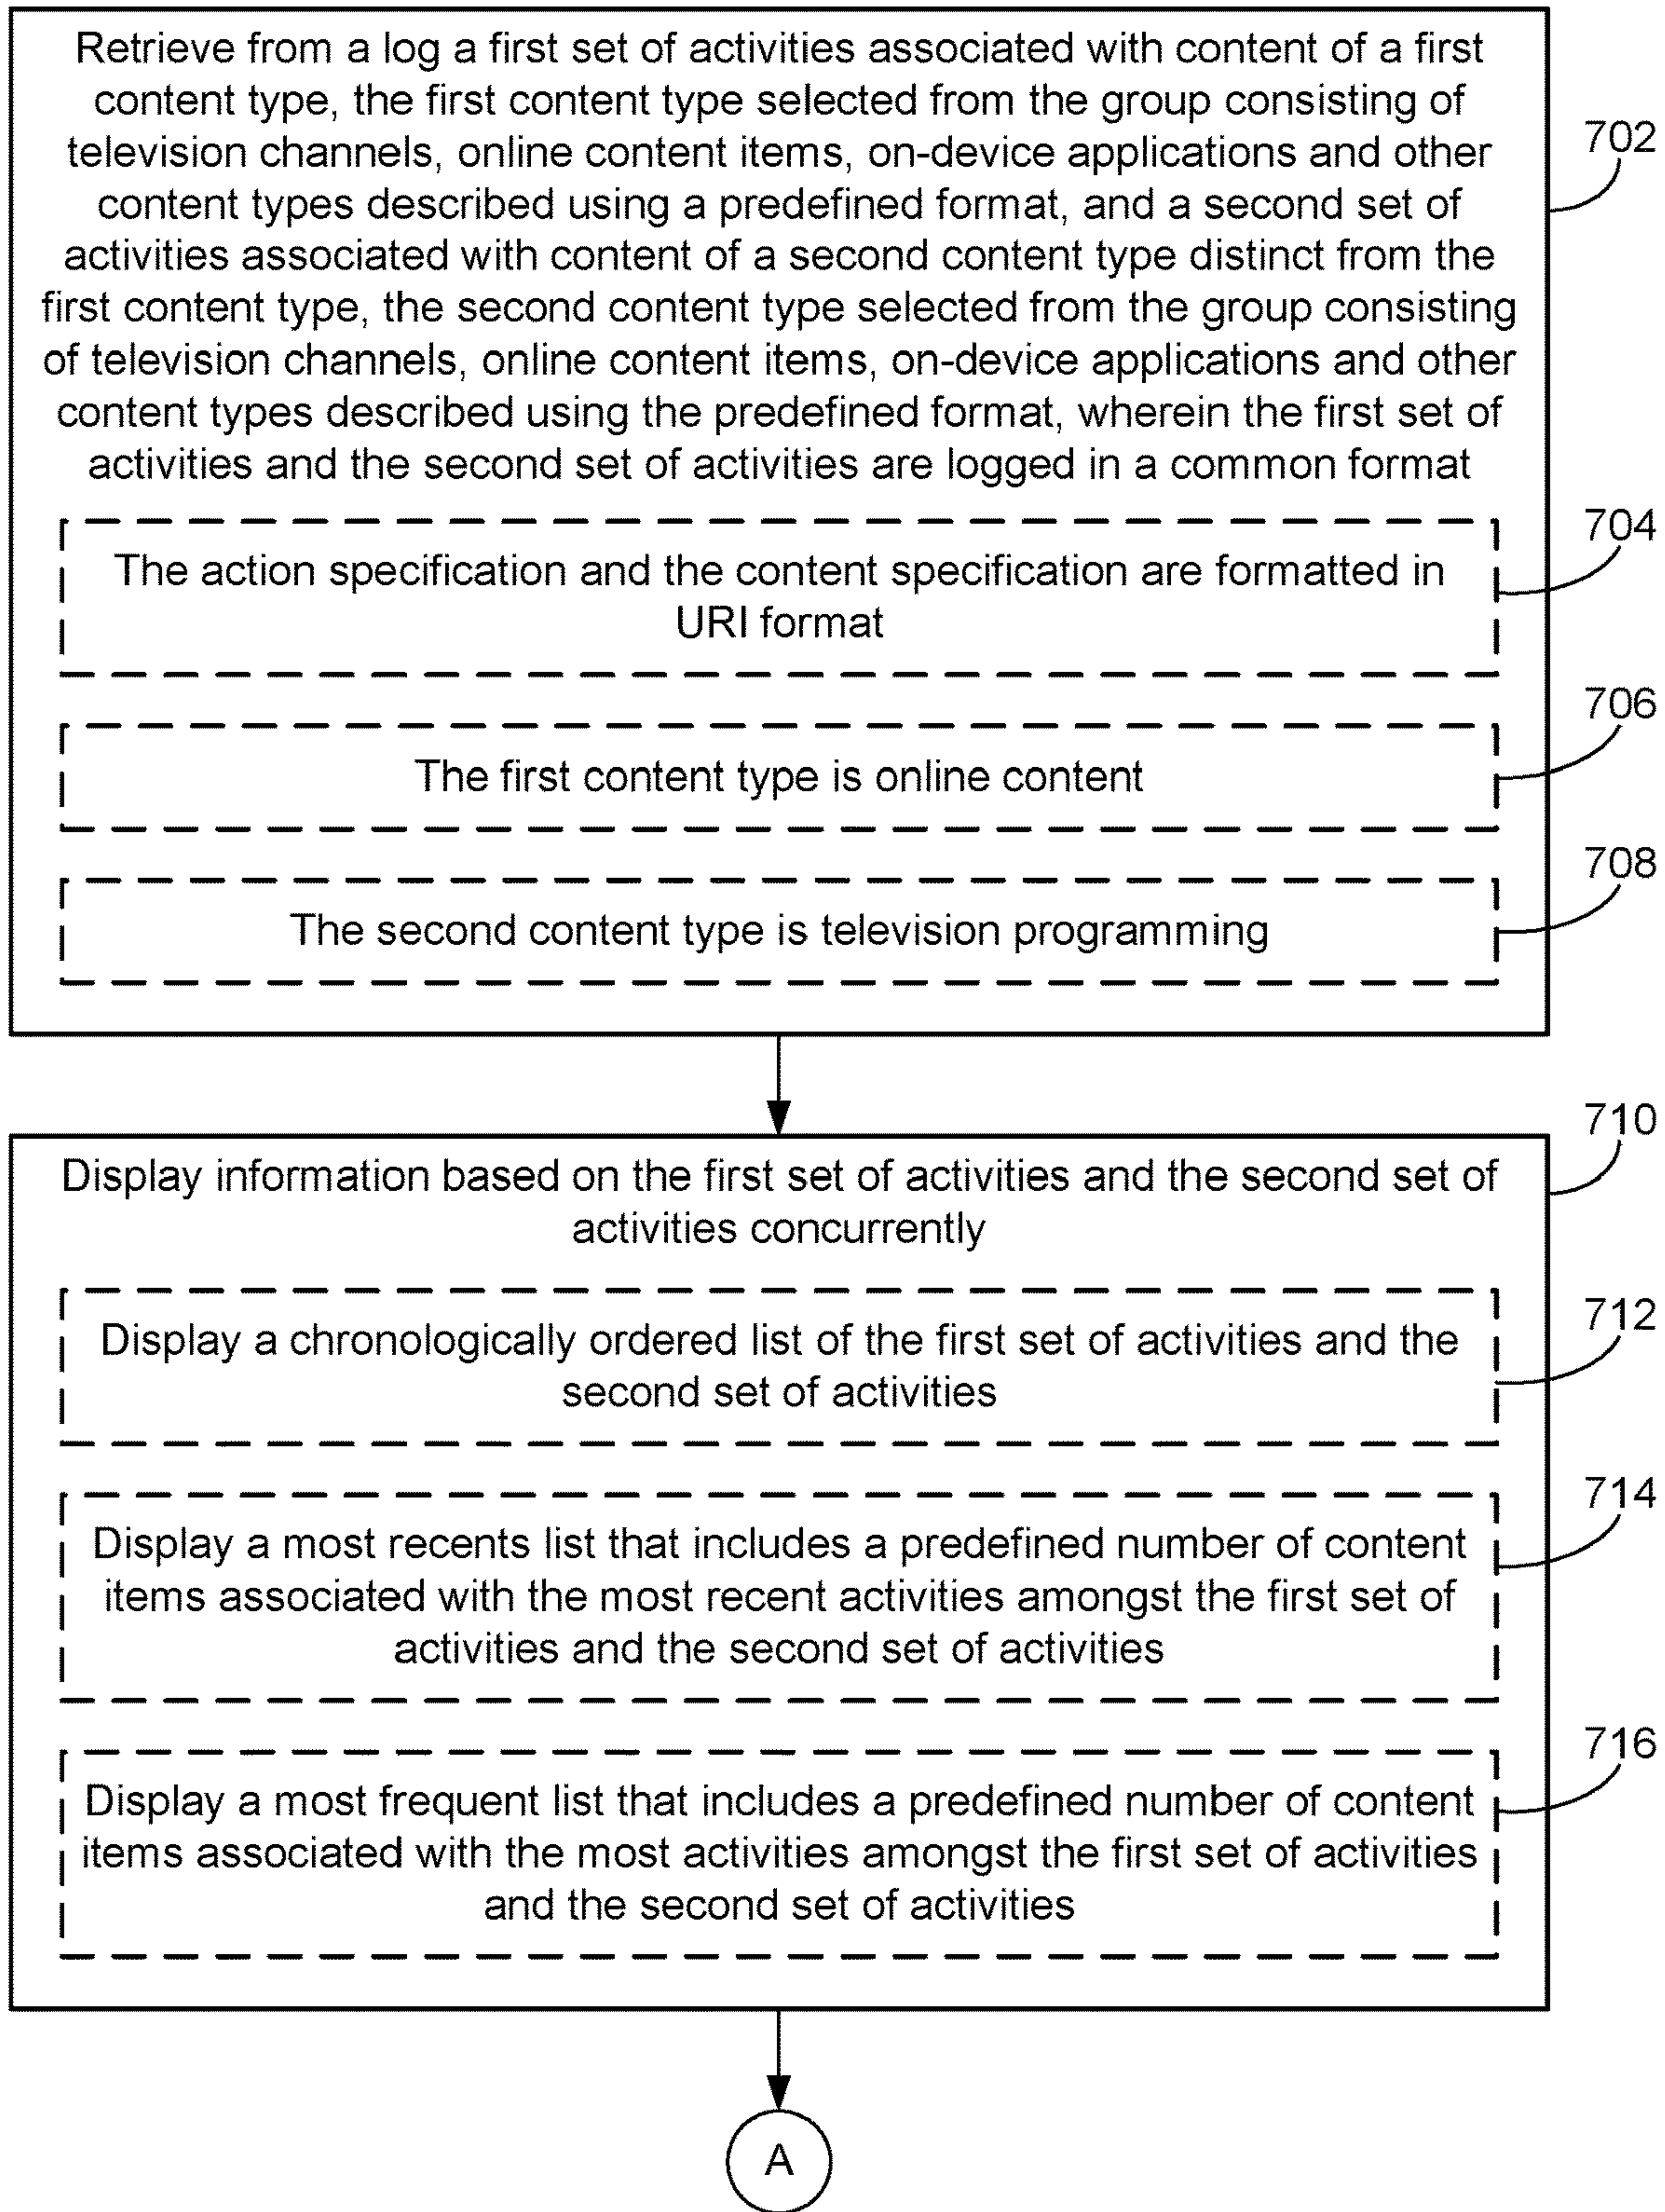 Retrieve from a log a first set of activities associated with content of a first
content type, the first content type selected from the group consisting of
television channels, online content items, on-device applications and other
content types described using a predefined format, and a second set of
activities associated with content of a second content type distinct from the
first content type, the second content type selected from the group consisting
of television channels, online content items, on-device applications and other
content types described using the predefined format, wherein the first set of
activities and the second set of activities are logged in a common format
702
The action specification and the content specification are formatted in
URI format
704
The first content type is online content
706
The second content type is television programming
708
Display information based on the first set of activities and the second set of
activities concurrently
710
Display a chronologically ordered list of the first set of activities and the
second set of activities
712
Display a most recents list that includes a predefined number of content
items associated with the most recent activities amongst the first set of
activities and the second set of activities
714
Display a most frequent list that includes a predefined number of content
items associated with the most activities amongst the first set of activities
and the second set of activities
716
A